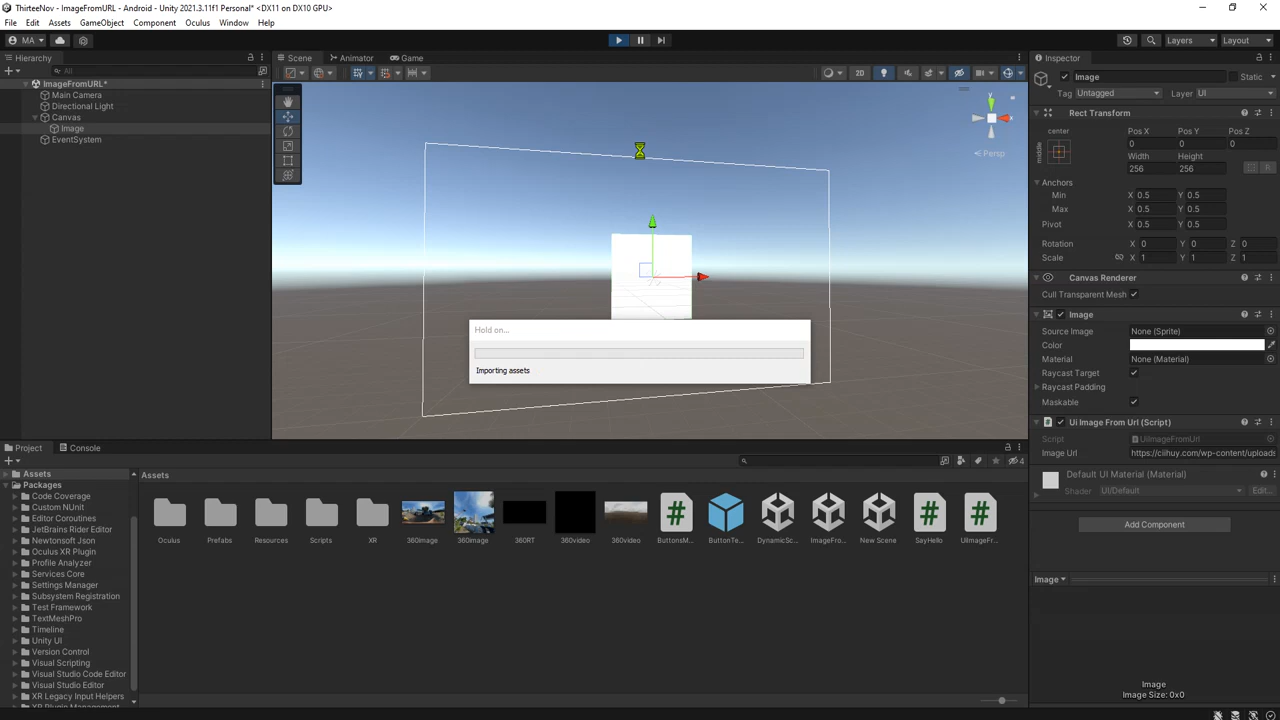 ThirteeNov - ImageFromURL - Android - Unity 2021.3.11f1 Personal* <DX11 on DX10 GPU>
File Edit Assets GameObject Component Oculus Window Help
MA Layers Layout
Hierarchy
All
ImageFromURL*
Main Camera
Directional Light
Canvas
Image
EventSystem
Scene Animator Game
2D
y
x
Persp
Hold on...
Importing assets
Inspector
Image Static
Tag Untagged Layer UI
Rect Transform
center
middle
Pos X Pos Y Pos Z
0 0 0
Width Height
256 256
Anchors
Min X 0.5 Y 0.5
Max X 0.5 Y 0.5
Pivot X 0.5 Y 0.5
Rotation X 0 Y 0 Z 0
Scale X 1 Y 1 Z 1
Canvas Renderer
Cull Transparent Mesh
Image
Source Image None (Sprite)
Color
Material None (Material)
Raycast Target
Raycast Padding
Maskable
Ui Image From Url (Script)
Script UiImageFromUrl
Image Url https://ciihuy.com/wp-content/uploads
Default UI Material (Material)
Shader UI/Default Edit...
Add Component
Image
Image
Image Size: 0x0
Project Console
4
Assets
Packages
Code Coverage
Custom NUnit
Editor Coroutines
JetBrains Rider Editor
Newtonsoft Json
Oculus XR Plugin
Profile Analyzer
Services Core
Settings Manager
Subsystem Registration
Test Framework
TextMeshPro
Timeline
Unity UI
Version Control
Visual Scripting
Visual Studio Code Editor
Visual Studio Editor
XR Legacy Input Helpers
XR Plugin Management
Assets
Oculus Prefabs Resources Scripts XR 360Image 360Image 360RT 360video 360video ButtonsM... ButtonTe... DynamicSc... ImageFro... New Scene SayHello UiImageFr...